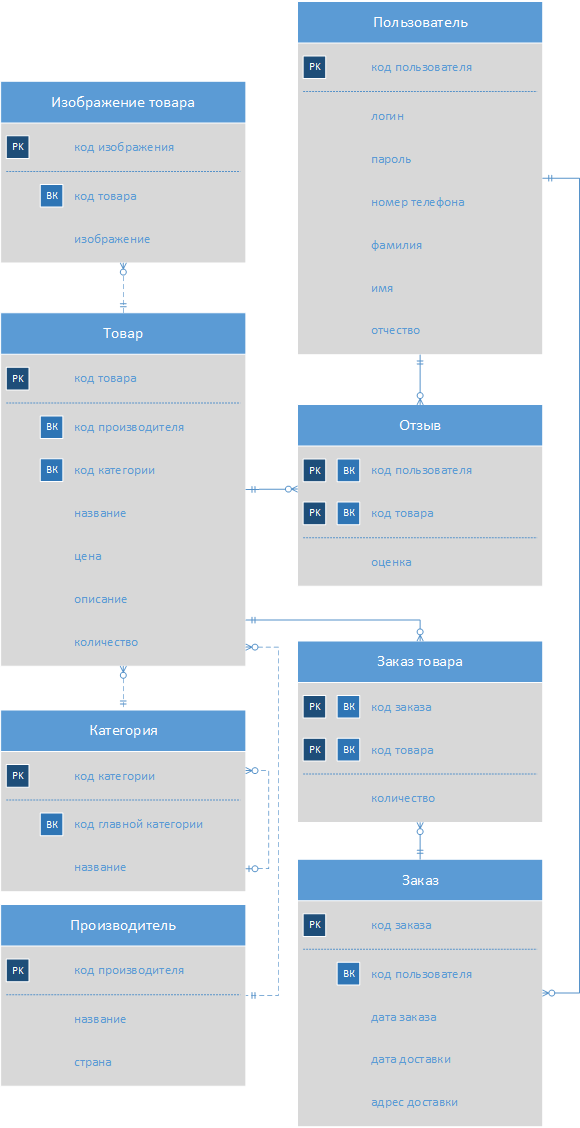 Изображение товара
PK код изображения
ВК код товара
изображение
Товар
PK код товара
ВК код производителя
ВК код категории
название
цена
описание
количество
Категория
PK код категории
ВК код главной категории
название
Производитель
PK код производителя
название
страна
Пользователь
PK код пользователя
логин
пароль
номер телефона
фамилия
имя
отчество
Отзыв
PK ВК код пользователя
PK ВК код товара
оценка
Заказ товара
PK ВК код заказа
PK ВК код товара
количество
Заказ
PK код заказа
ВК код пользователя
дата заказа
дата доставки
адрес доставки